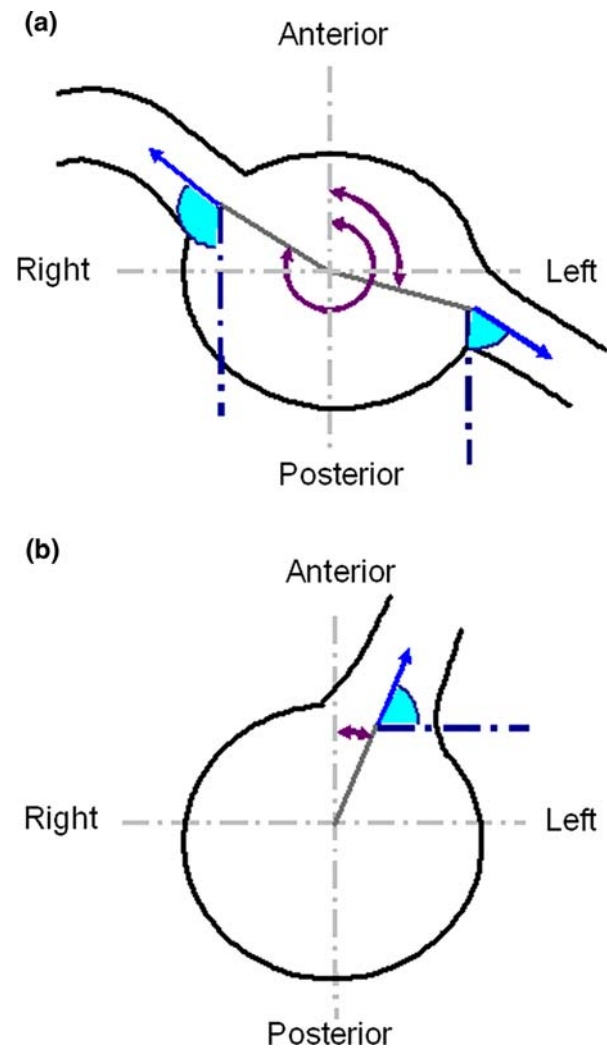 (a)
Anterior
Right
Left
Posterior
(b)
Anterior
Right
Left
Posterior